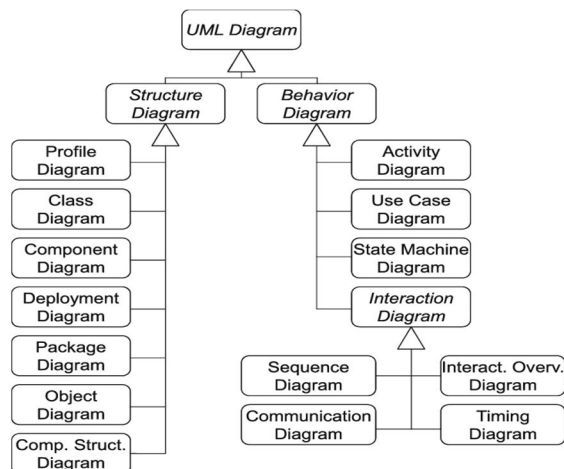 UML Diagram
Structure
Diagram
Behavior
Diagram
Profile
Diagram
Class
Diagram
Component
Diagram
Deployment
Diagram
Package
Diagram
Object
Diagram
Comp. Struct.
Diagram
Activity
Diagram
Use Case
Diagram
State Machine
Diagram
Interaction
Diagram
Sequence
Diagram
Interact. Overv.
Diagram
Communication
Diagram
Timing
Diagram